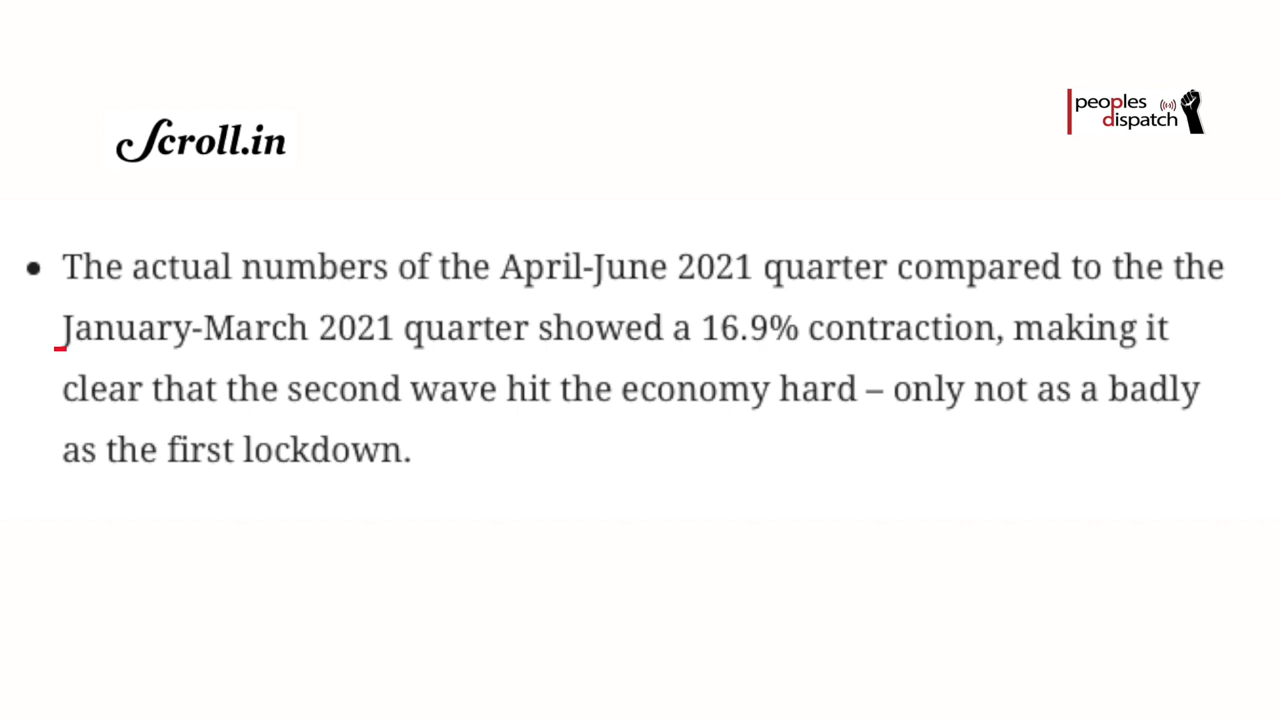 Scroll.in
peoples
dispatch
• The actual numbers of the April-June 2021 quarter compared to the the
January-March 2021 quarter showed a 16.9% contraction, making it
clear that the second wave hit the economy hard – only not as a badly
as the first lockdown.